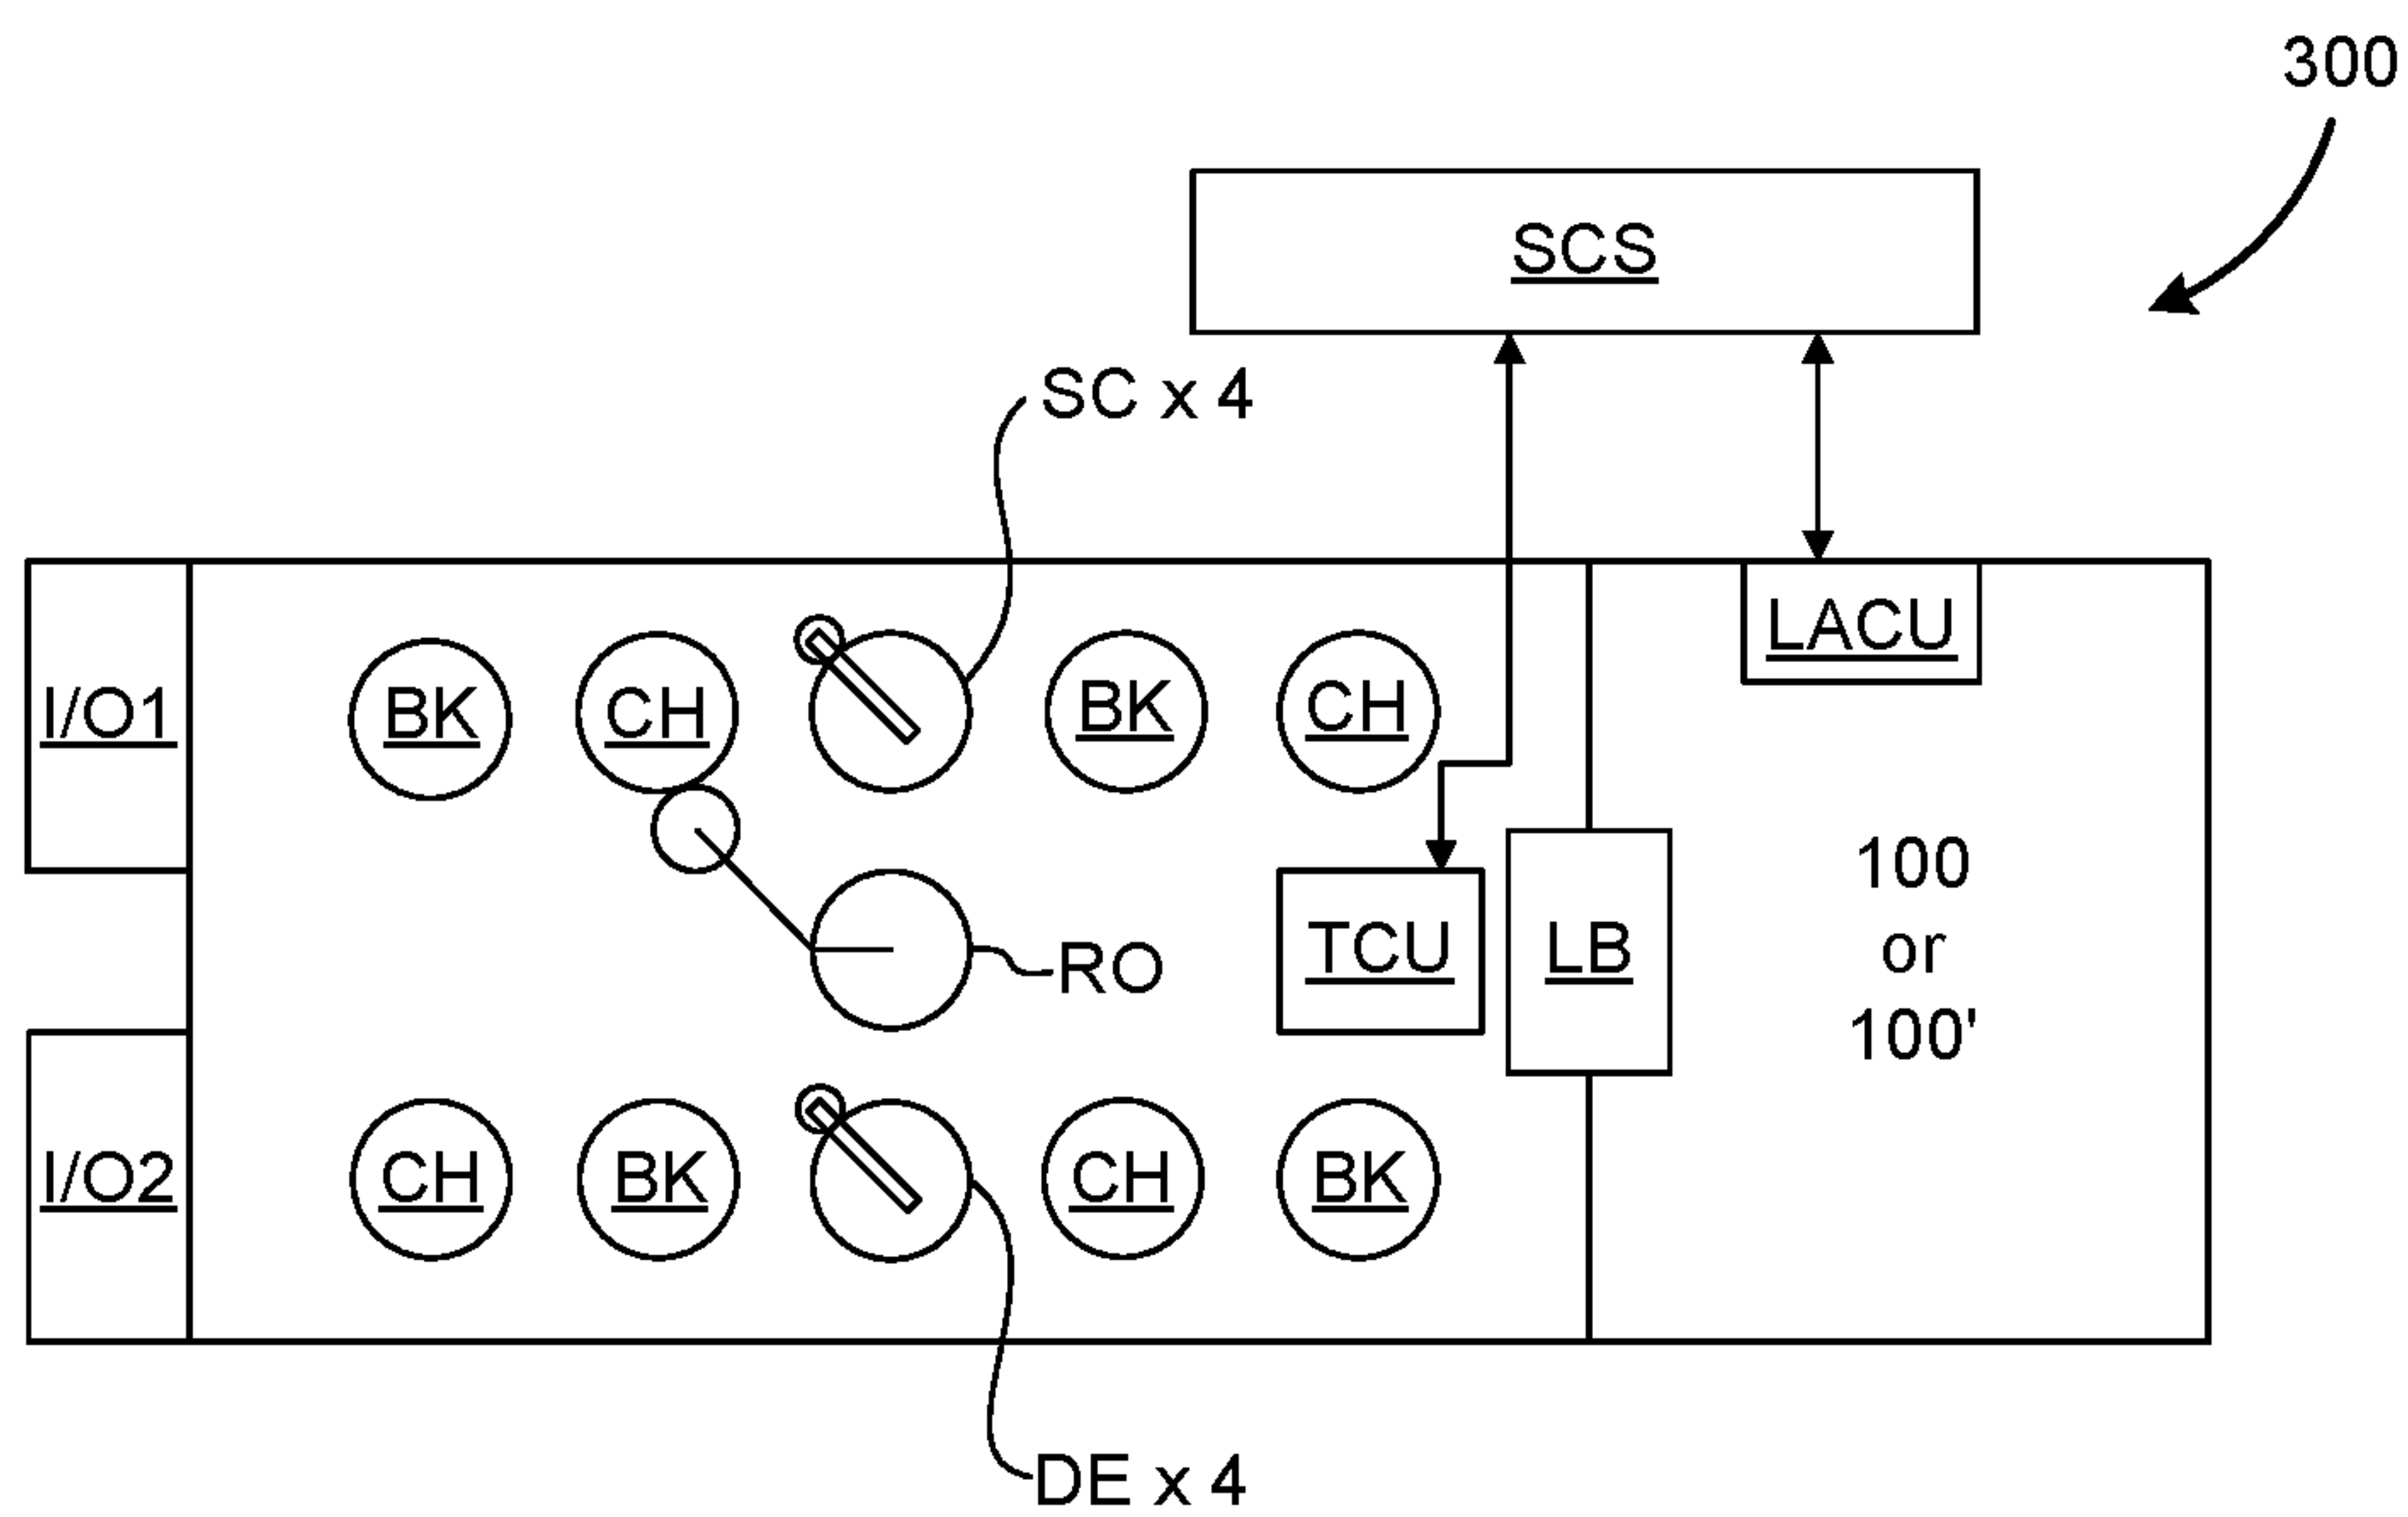 300
SCS
SC x 4
LACU
I/O1
BK
CH
BK
CH
100
or
100'
TCU
LB
RO
I/O2
CH
BK
CH
BK
DE x 4